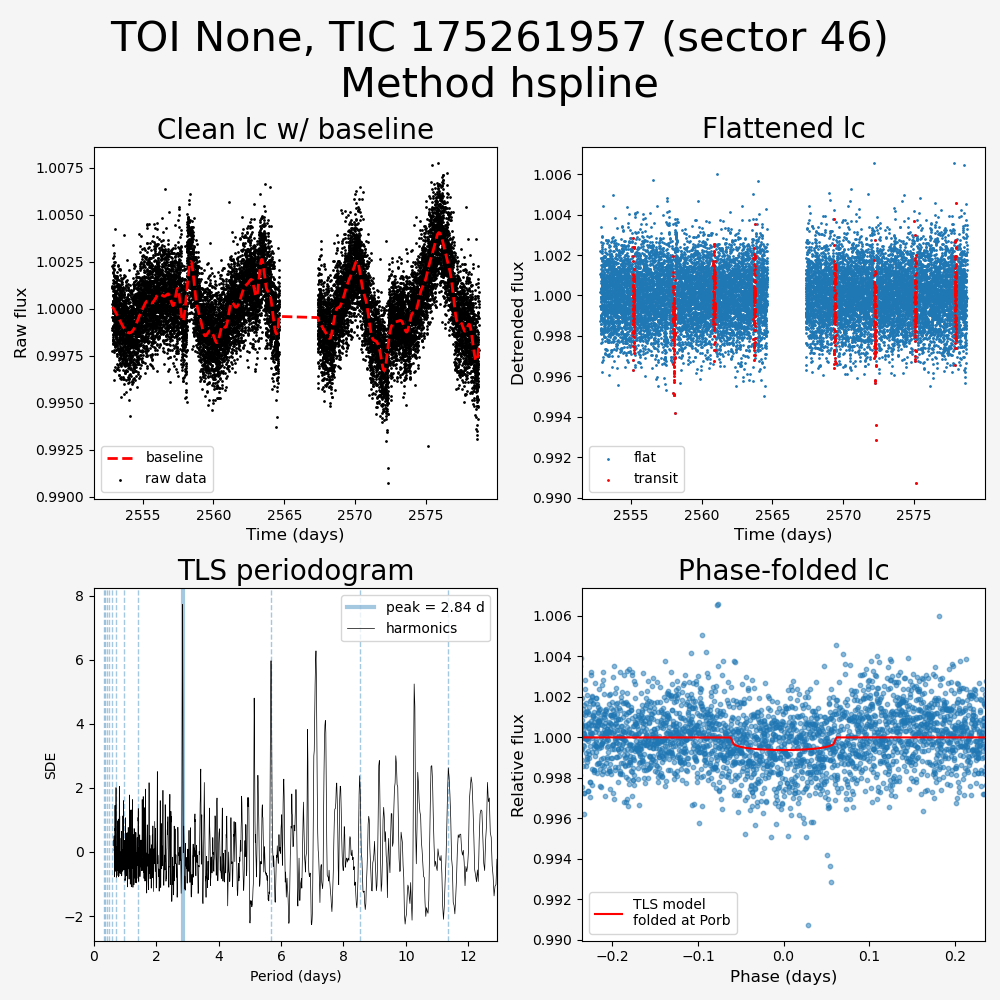 TOI None, TIC 175261957 (sector 46)
Method hspline
Clean lc w/ baseline
Raw flux
1.0075
1.0050
1.0025
1.0000
0.9975
0.9950
0.9925
0.9900
baseline
raw data
2555
2560
2565
2570
2575
Time (days)
Flattened lc
Detrended flux
1.006
1.004
1.002
1.000
0.998
0.996
0.994
0.992
0.990
flat
transit
2555
2560
2565
2570
2575
Time (days)
TLS periodogram
SDE
8
6
4
2
0
−2
peak = 2.84 d
harmonics
0
2
4
6
8
10
12
Period (days)
Phase-folded lc
Relative flux
1.006
1.004
1.002
1.000
0.998
0.996
0.994
0.992
0.990
TLS model
folded at Porb
−0.2
−0.1
0.0
0.1
0.2
Phase (days)